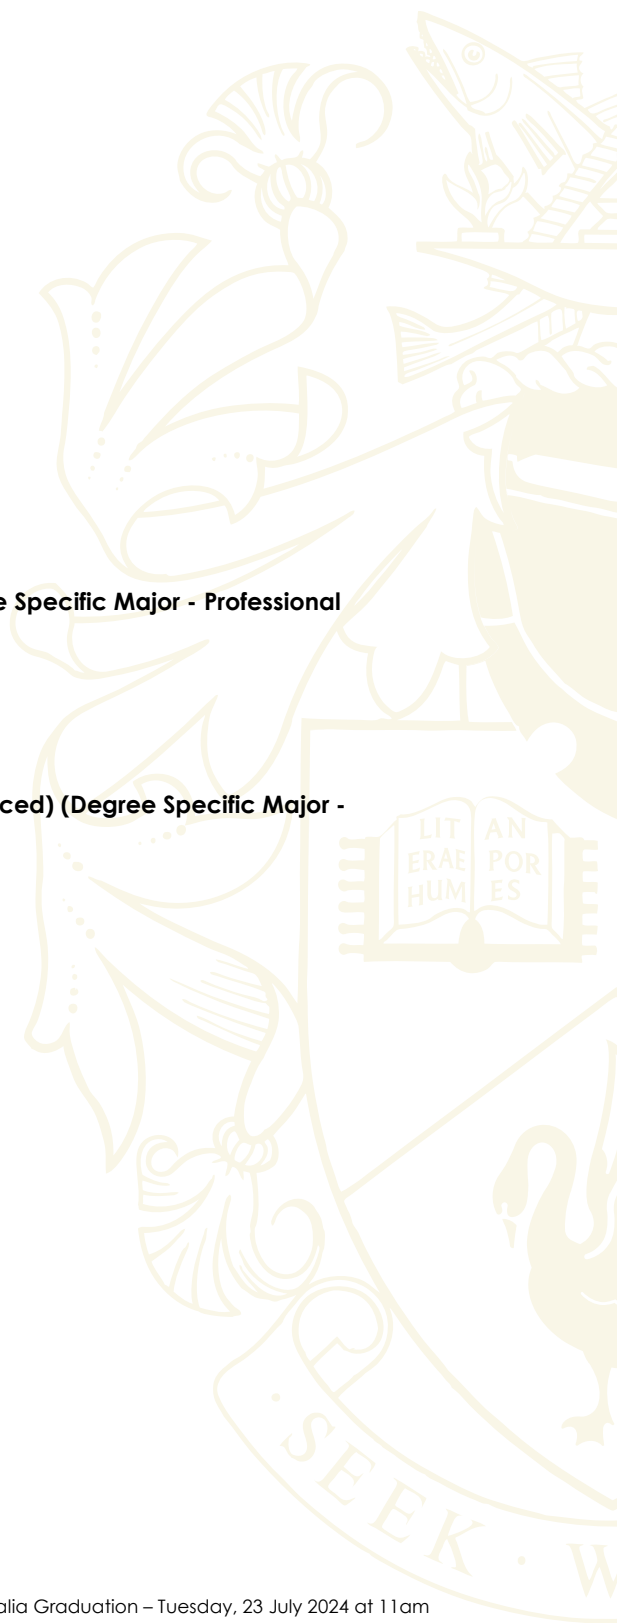 e Specific Major - Professional
ced) (Degree Specific Major -
LIT AN
ERAE POR
HUM ES
· SEEK · W
alia Graduation – Tuesday, 23 July 2024 at 11am